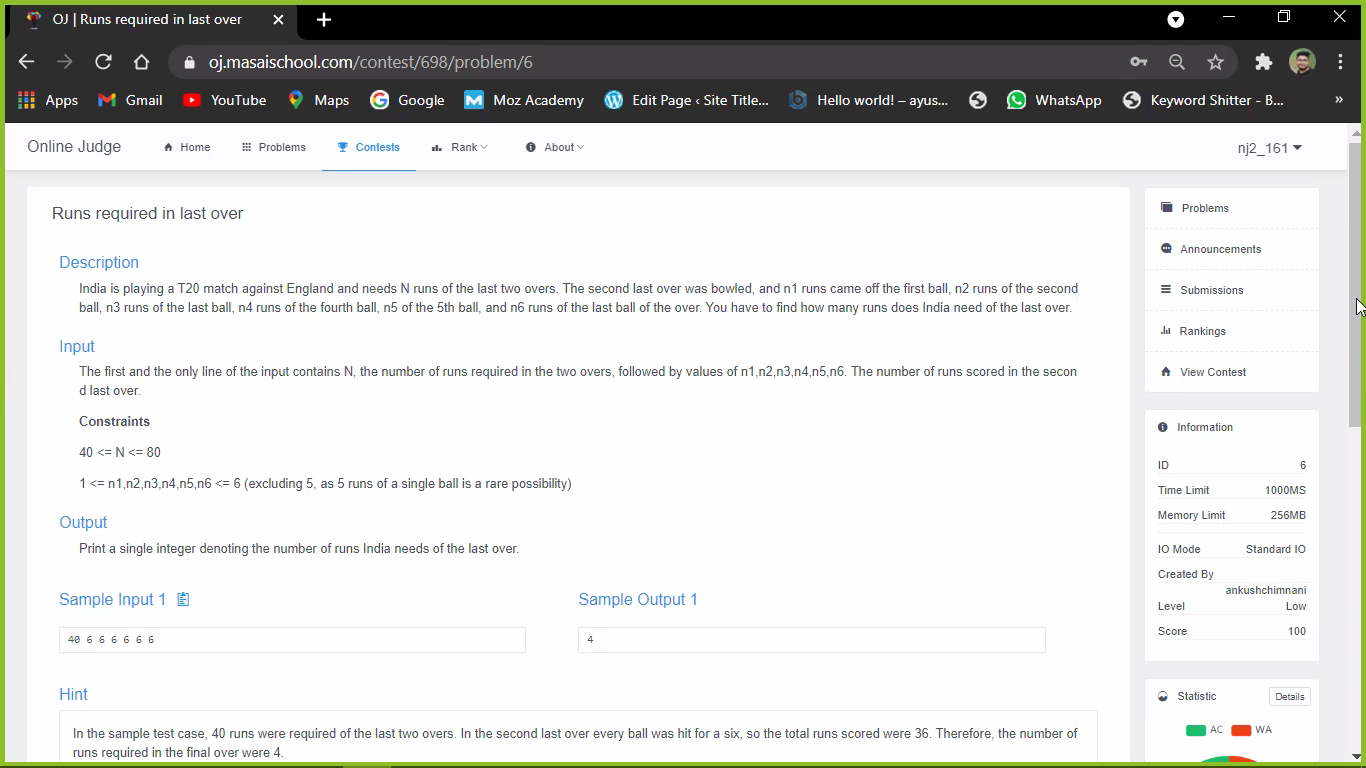 OJ | Runs required in last over
oj.masaischool.com/contest/698/problem/6
Apps Gmail YouTube Maps Google Moz Academy Edit Page ‹ Site Title... Hello world! – ayus... WhatsApp Keyword Shitter - B... »
Online Judge Home Problems Contests Rank About nj2_161
Runs required in last over
Description
India is playing a T20 match against England and needs N runs of the last two overs. The second last over was bowled, and n1 runs came off the first ball, n2 runs of the second
ball, n3 runs of the last ball, n4 runs of the fourth ball, n5 of the 5th ball, and n6 runs of the last ball of the over. You have to find how many runs does India need of the last over.
Input
The first and the only line of the input contains N, the number of runs required in the two overs, followed by values of n1,n2,n3,n4,n5,n6. The number of runs scored in the secon
d last over.
Constraints
40 <= N <= 80
1 <= n1,n2,n3,n4,n5,n6 <= 6 (excluding 5, as 5 runs of a single ball is a rare possibility)
Output
Print a single integer denoting the number of runs India needs of the last over.
Sample Input 1 Sample Output 1
40 6 6 6 6 6 6 4
Hint
In the sample test case, 40 runs were required of the last two overs. In the second last over every ball was hit for a six, so the total runs scored were 36. Therefore, the number of
runs required in the final over were 4.
Problems
Announcements
Submissions
Rankings
View Contest
Information
ID 6
Time Limit 1000MS
Memory Limit 256MB
IO Mode Standard IO
Created By
ankushchimnani
Level Low
Score 100
Statistic Details
AC WA